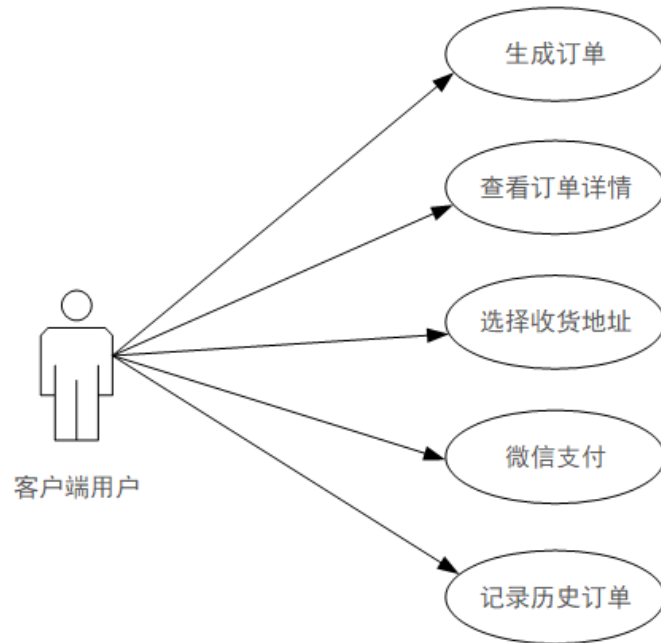 生成订单
查看订单详情
选择收货地址
微信支付
客户端用户
记录历史订单